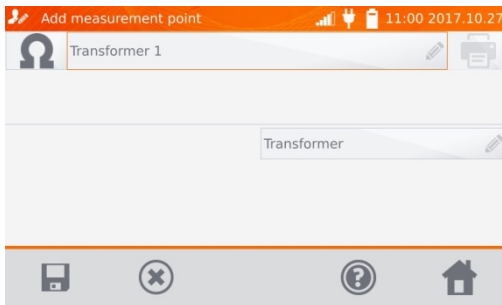 Add measurement point 11:00 2017.10.27
Transformer 1
Transformer